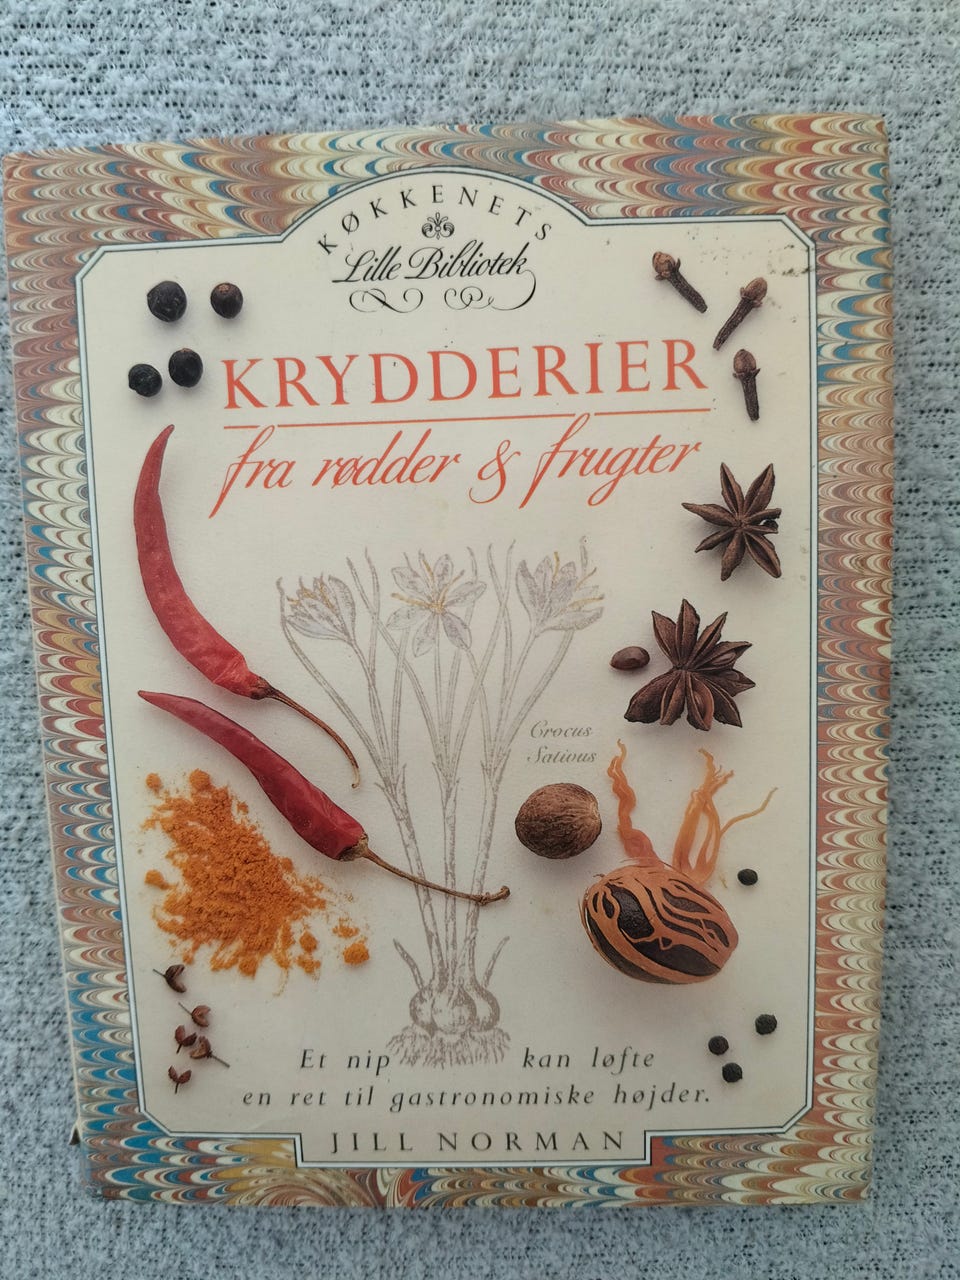 KØKKENETS
Lille Bibliotek
KRYDDERIER
fra rødder & frugter
Crocus
Sativus
Et nip kan løfte
en ret til gastronomiske højder.
JILL NORMAN